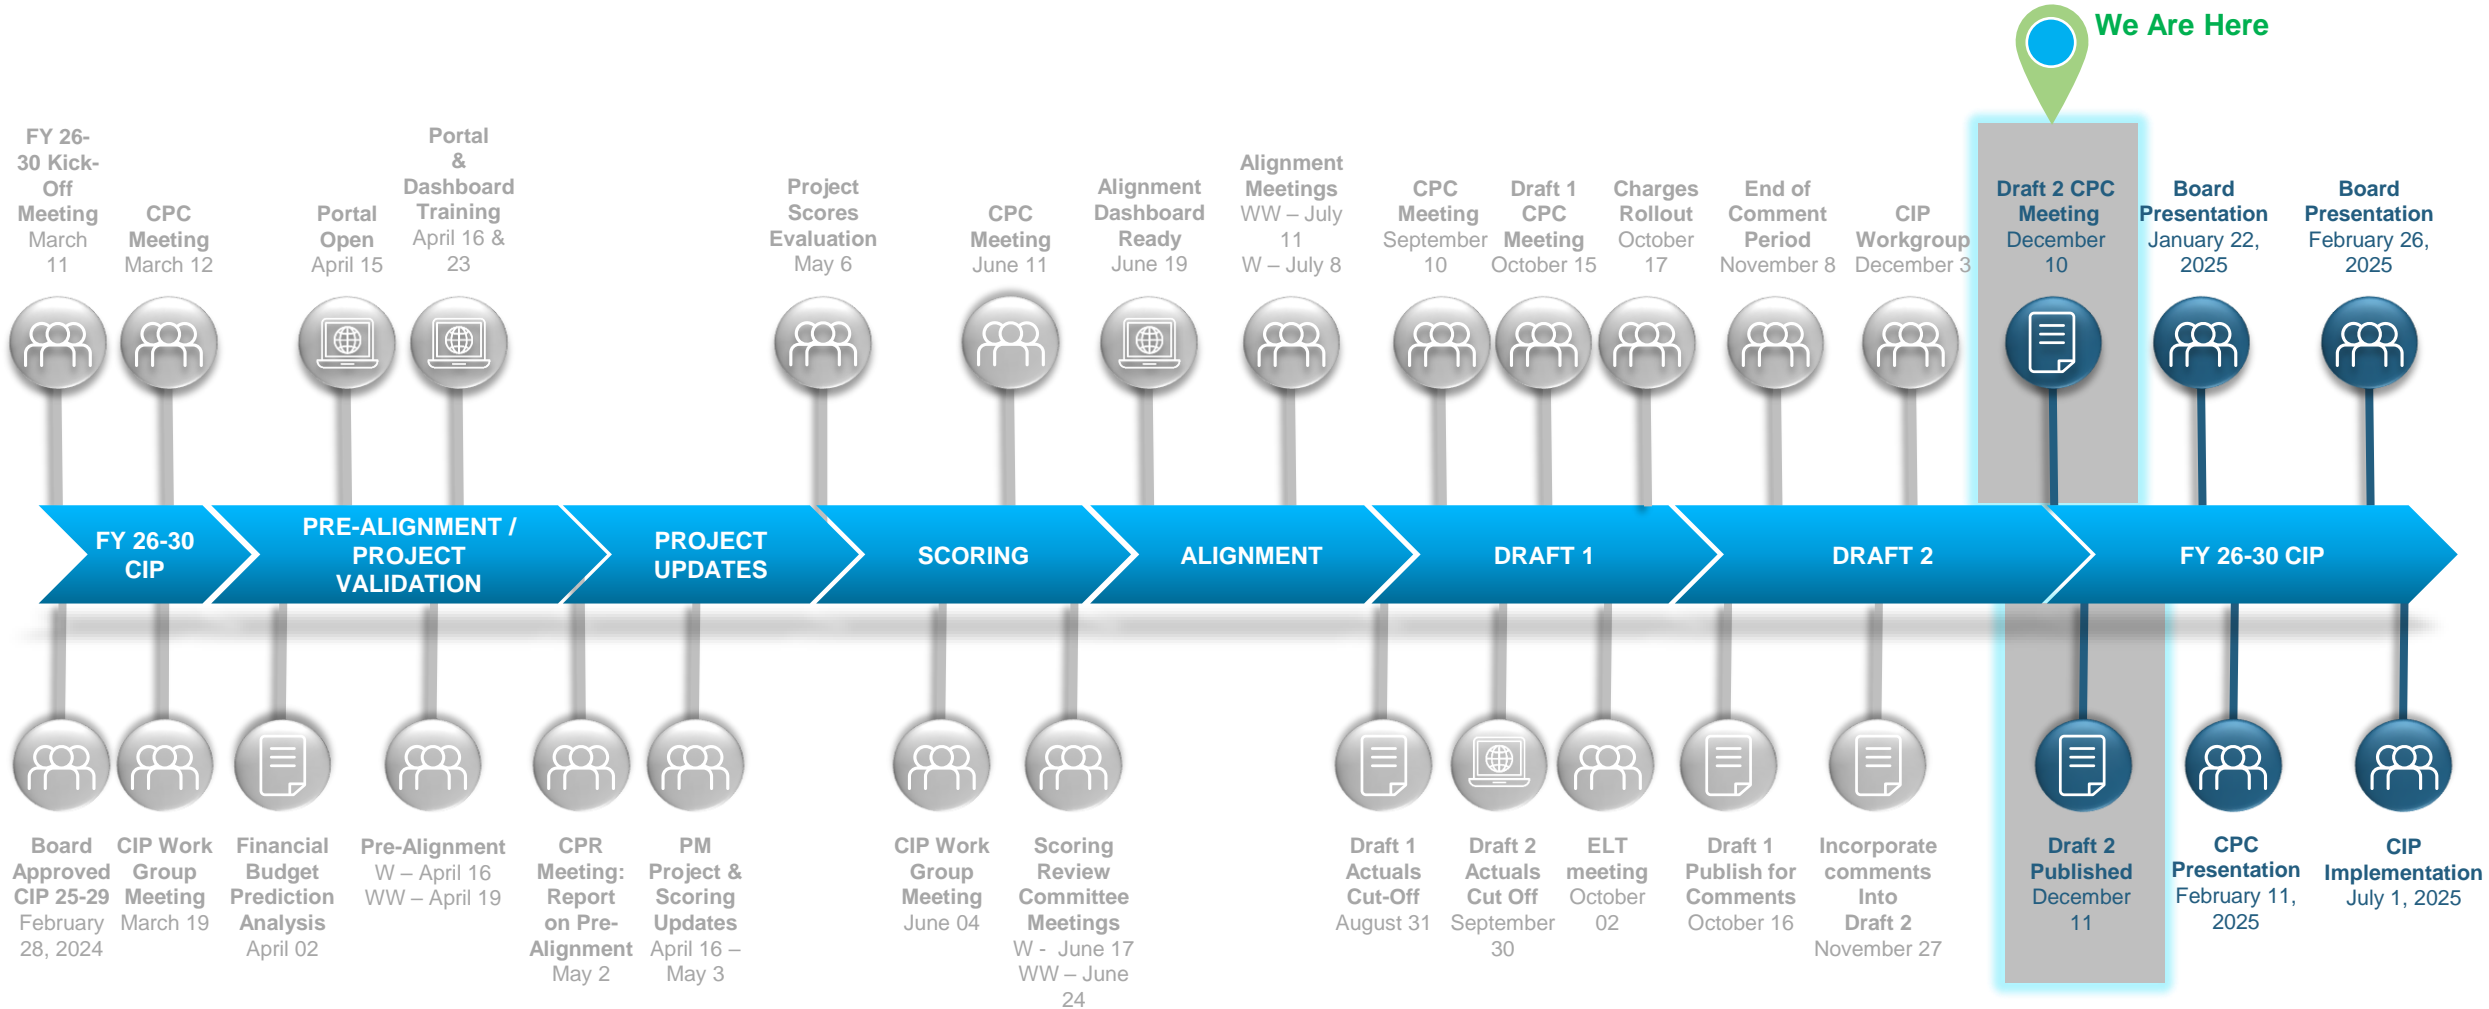 We Are Here
FY 26-
30 Kick-
Off
Meeting
March
11
CPC
Meeting
March 12
Portal
Open
April 15
Portal
&
Dashboard
Training
April 16 &
23
Project
Scores
Evaluation
May 6
CPC
Meeting
June 11
Alignment
Dashboard
Ready
June 19
Alignment
Meetings
WW – July
11
W – July 8
CPC
Meeting
September
10
Draft 1
CPC
Meeting
October 15
Charges
Rollout
October
17
End of
Comment
Period
November 8
CIP
Workgroup
December 3
Draft 2 CPC
Meeting
December
10
Board
Presentation
January 22,
2025
Board
Presentation
February 26,
2025
FY 26-30
CIP
PRE-ALIGNMENT /
PROJECT
VALIDATION
PROJECT
UPDATES
SCORING
ALIGNMENT
DRAFT 1
DRAFT 2
FY 26-30 CIP
Board
Approved
CIP 25-29
February
28, 2024
CIP Work
Group
Meeting
March 19
Financial
Budget
Prediction
Analysis
April 02
Pre-Alignment
W – April 16
WW – April 19
CPR
Meeting:
Report
on Pre-
Alignment
May 2
PM
Project &
Scoring
Updates
April 16 –
May 3
CIP Work
Group
Meeting
June 04
Scoring
Review
Committee
Meetings
W - June 17
WW – June
24
Draft 1
Actuals
Cut-Off
August 31
Draft 2
Actuals
Cut Off
September
30
ELT
meeting
October
02
Draft 1
Publish for
Comments
October 16
Incorporate
comments
Into
Draft 2
November 27
Draft 2
Published
December
11
CPC
Presentation
February 11,
2025
CIP
Implementation
July 1, 2025